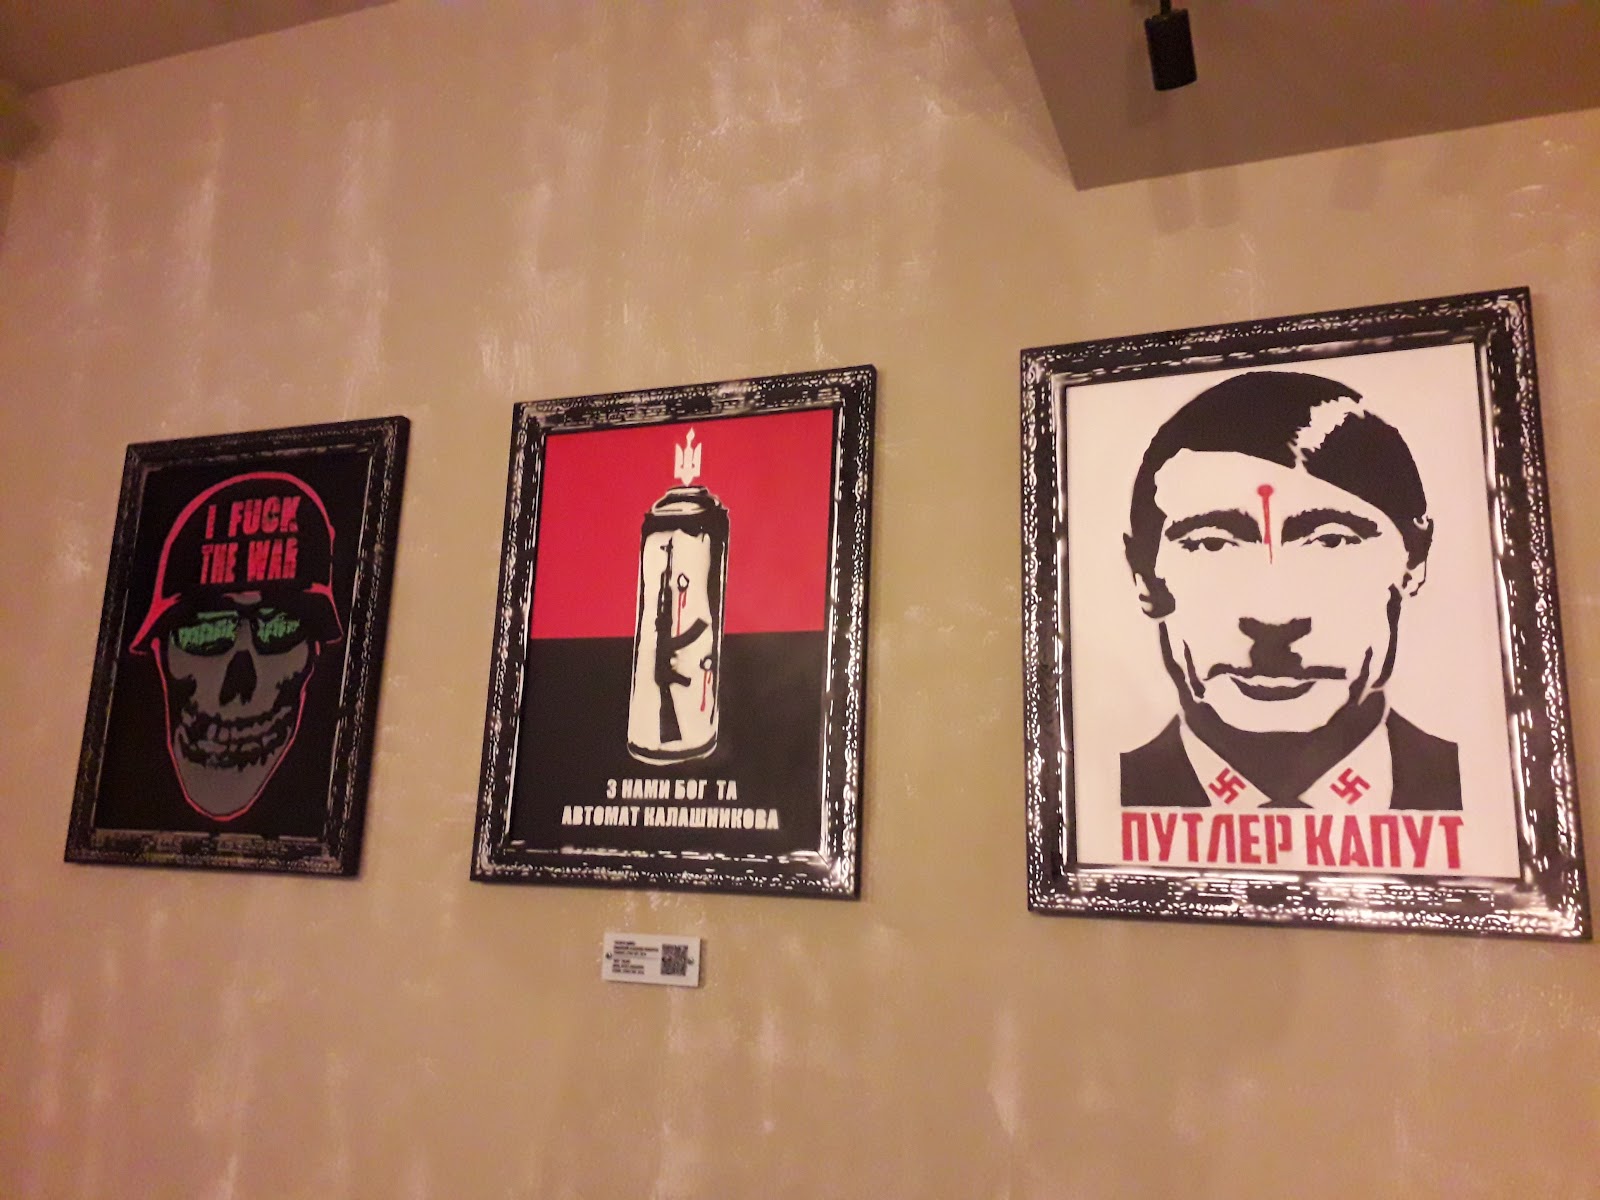 I FUCK
THE WAR
З НАМИ БОГ ТА
АВТОМАТ КАЛАШНИКОВА
ПУТЛЕР КАПУТ